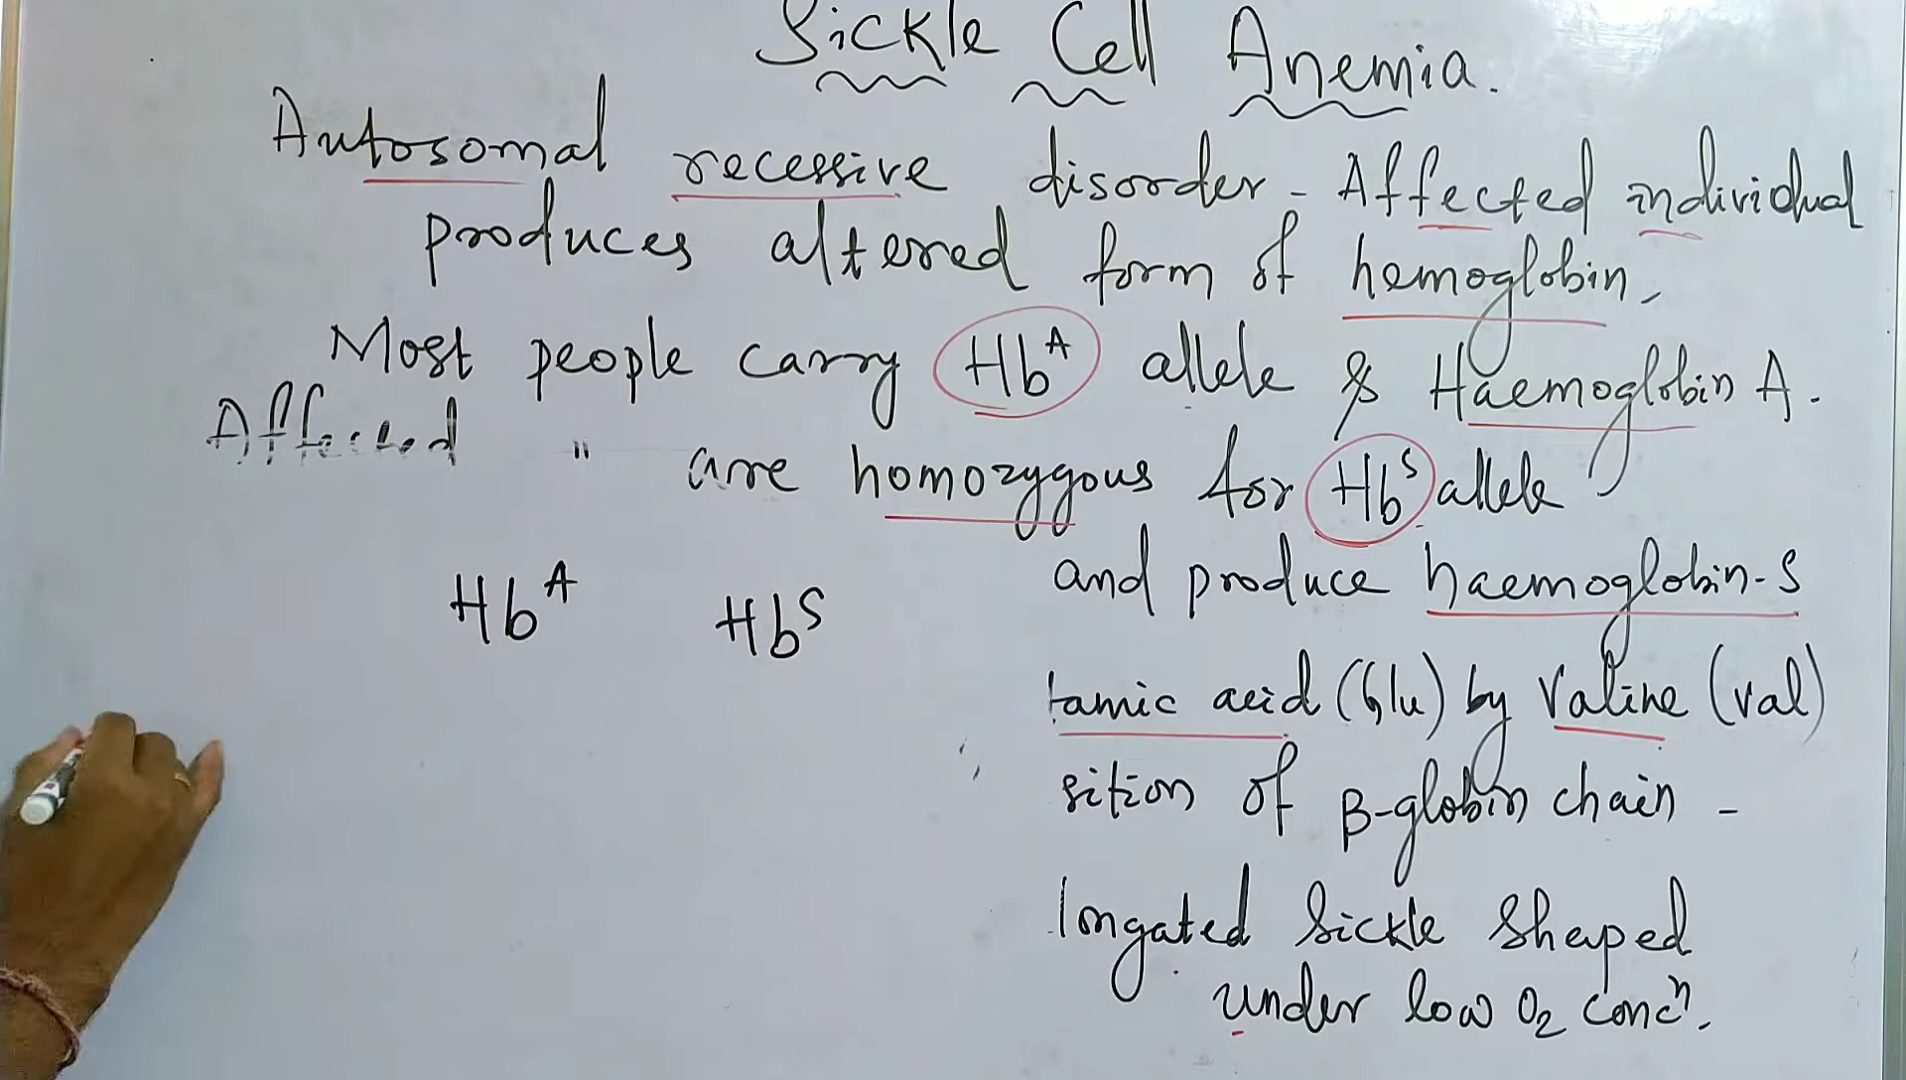 Sickle Cell Anemia.
Autosomal recessive disorder - Affected individual
produces altered form of hemoglobin.
Most people carry Hb^A allele & Haemoglobin A.
Affected " are homozygous for Hb^S allele
and produce haemoglobin-S
Hb^A Hb^S
tamic acid (Glu) by Valine (val)
sition of β-globin chain -
longated Sickle Shaped
under low O2 conc^n.